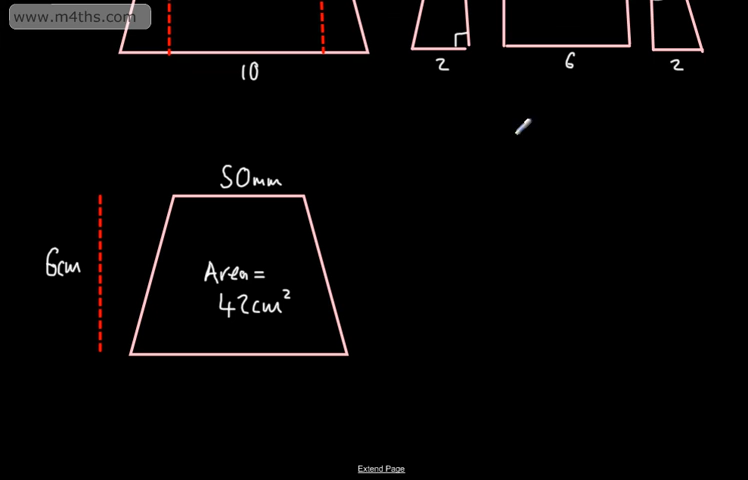 www.m4ths.com
10
2
6
2
50mm
6cm
Area =
42cm²
Extend Page